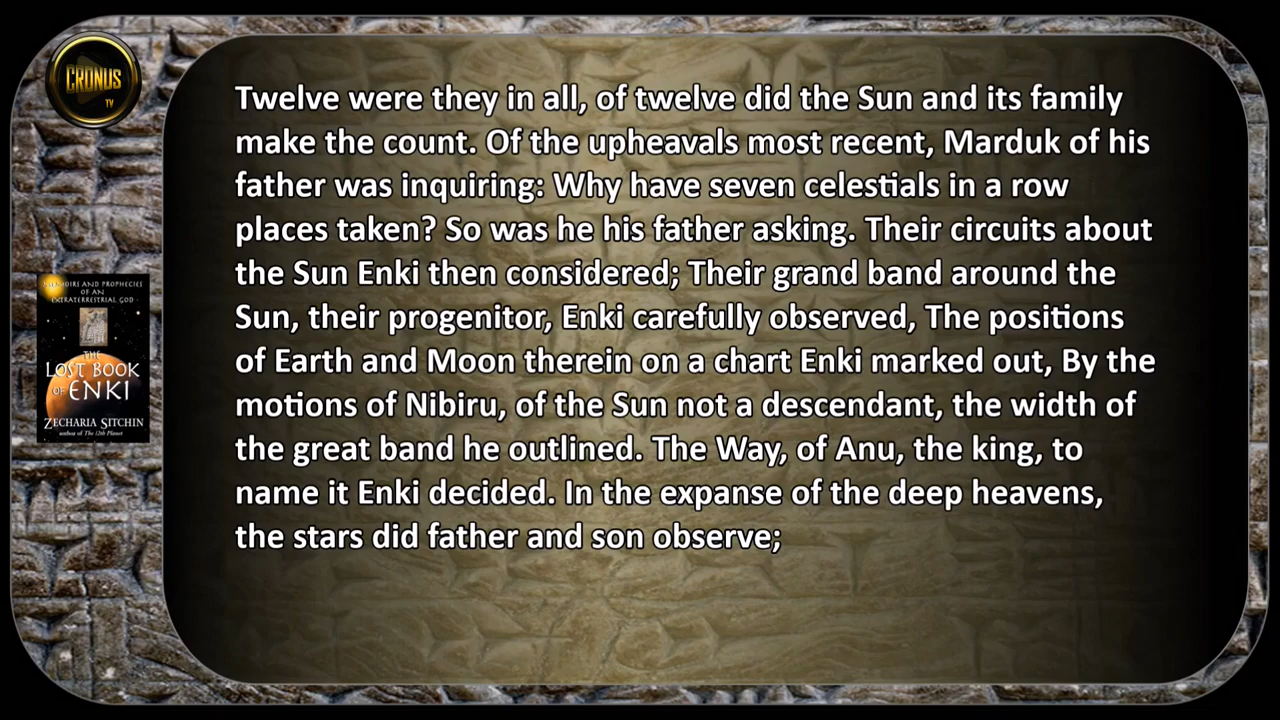 CRONUS
TV
Twelve were they in all, of twelve did the Sun and its family
make the count. Of the upheavals most recent, Marduk of his
father was inquiring: Why have seven celestials in a row
places taken? So was he his father asking. Their circuits about
the Sun Enki then considered; Their grand band around the
Sun, their progenitor, Enki carefully observed, The positions
of Earth and Moon therein on a chart Enki marked out, By the
motions of Nibiru, of the Sun not a descendant, the width of
the great band he outlined. The Way, of Anu, the king, to
name it Enki decided. In the expanse of the deep heavens,
the stars did father and son observe;
MEMOIRS AND PROPHECIES
OF AN
EXTRATERRESTRIAL GOD
THE
LOST BOOK
OF ENKI
ZECHARIA SITCHIN
author of The 12th Planet